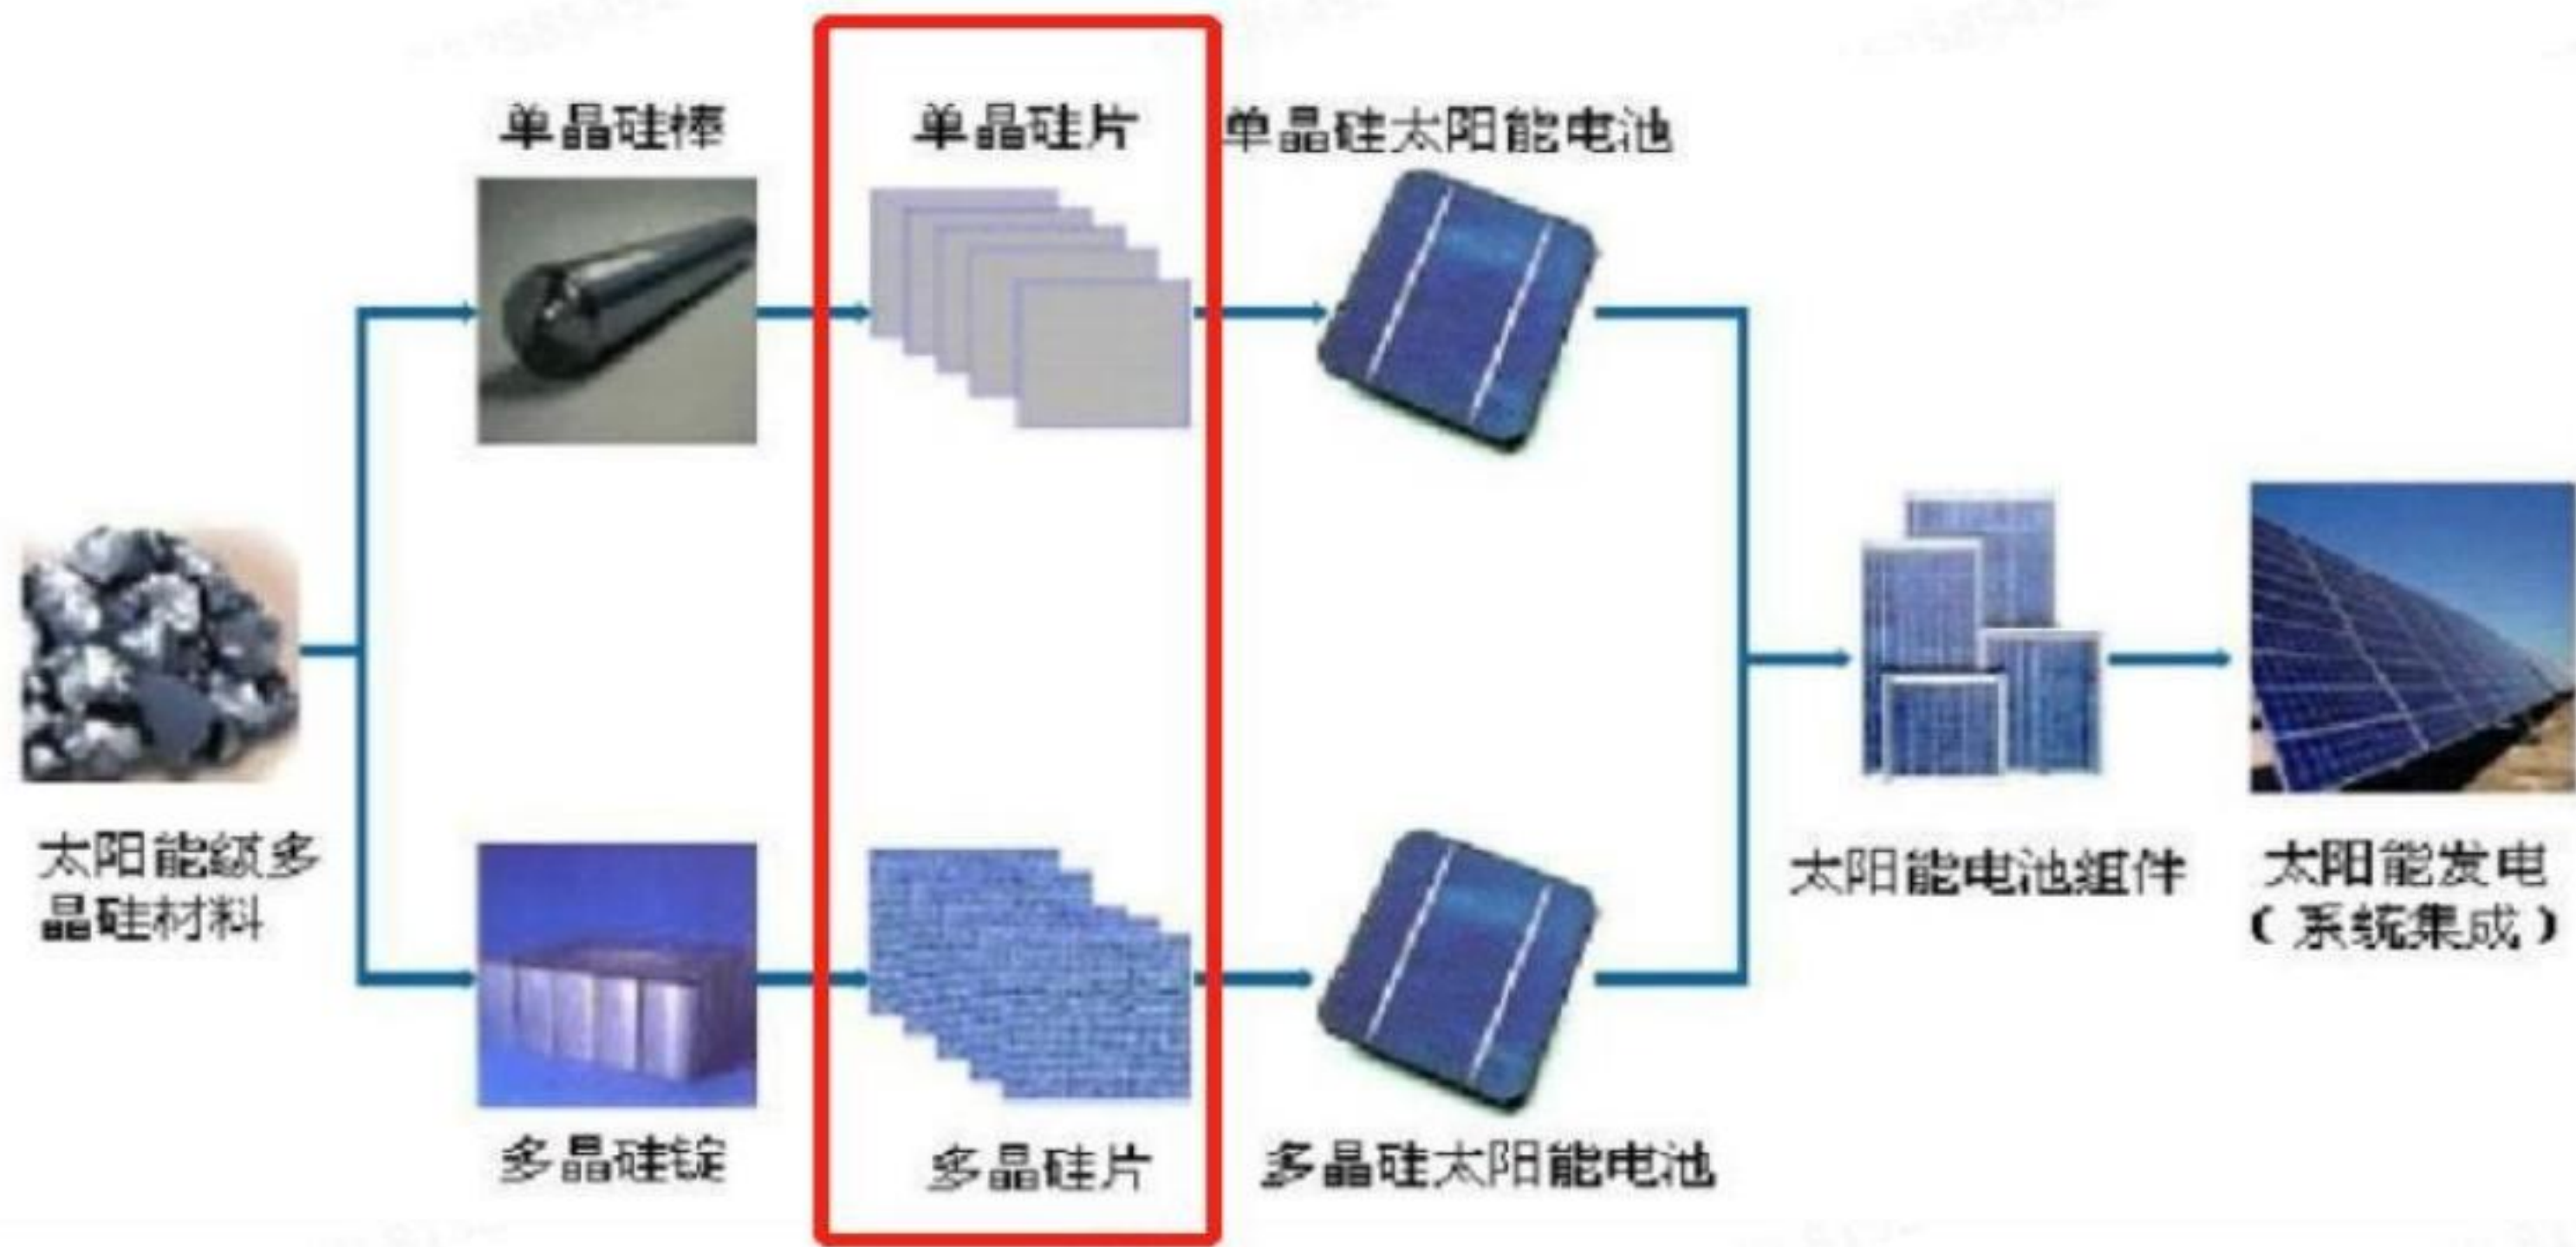 单晶硅棒
单晶硅片
单晶硅太阳能电池
太阳能级多
晶硅材料
太阳能电池组件
太阳能发电
（系统集成）
多晶硅锭
多晶硅片
多晶硅太阳能电池